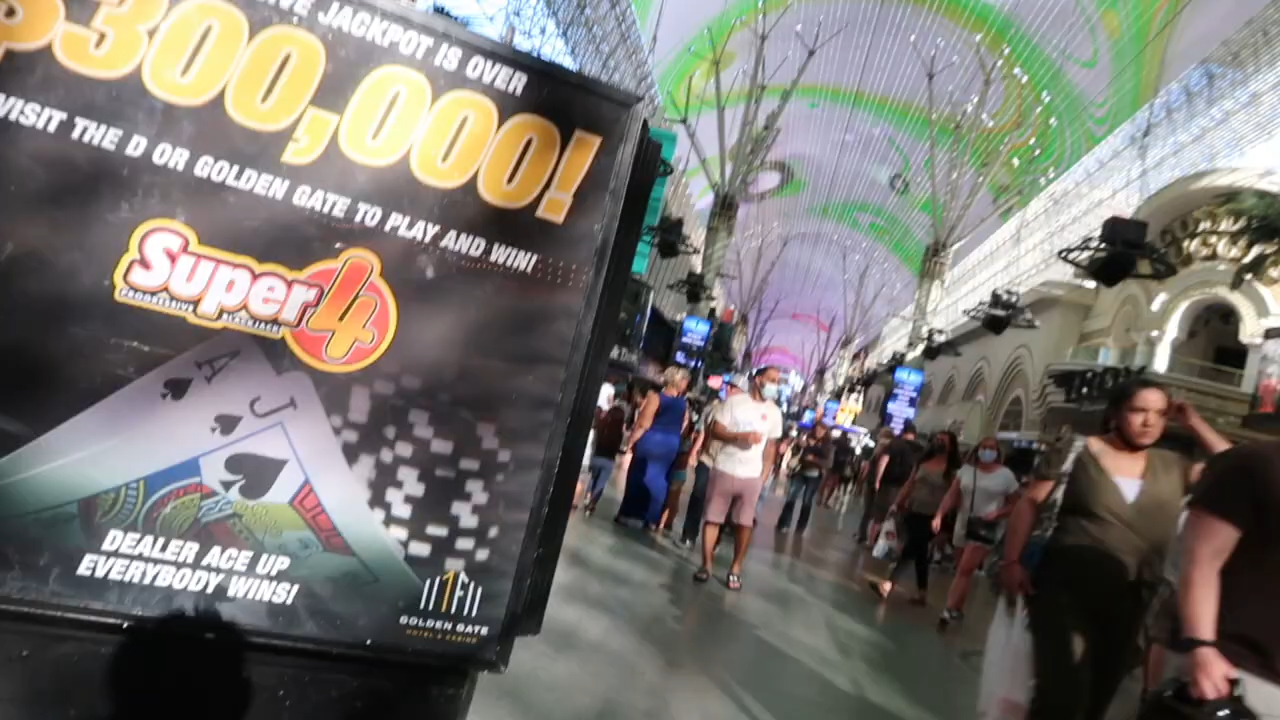 JACKPOT IS OVER
$300,000!
VISIT THE D OR GOLDEN GATE TO PLAY AND WIN!
Super 4
PROGRESSIVE BLACKJACK
A
J
DEALER ACE UP
EVERYBODY WINS!
GOLDEN GATE
HOTEL & CASINO